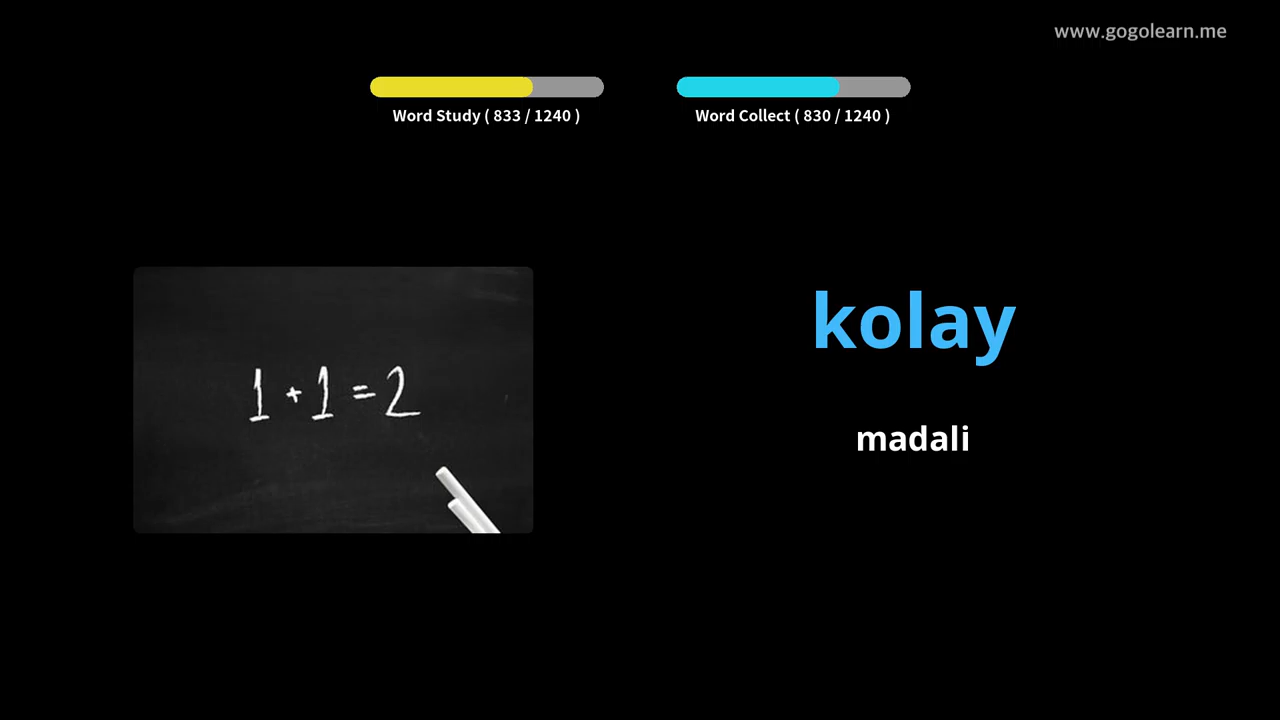 www.gogolearn.me
Word Study ( 833 / 1240 )
Word Collect ( 830 / 1240 )
1 + 1 = 2
kolay
madali